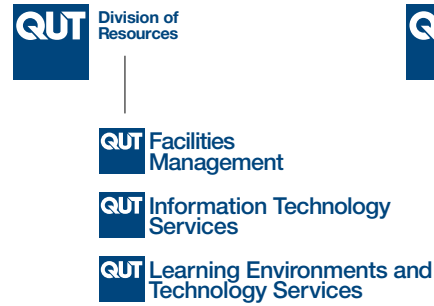 QUT Division of
Resources
QUT Facilities
Management
QUT Information Technology
Services
QUT Learning Environments and
Technology Services